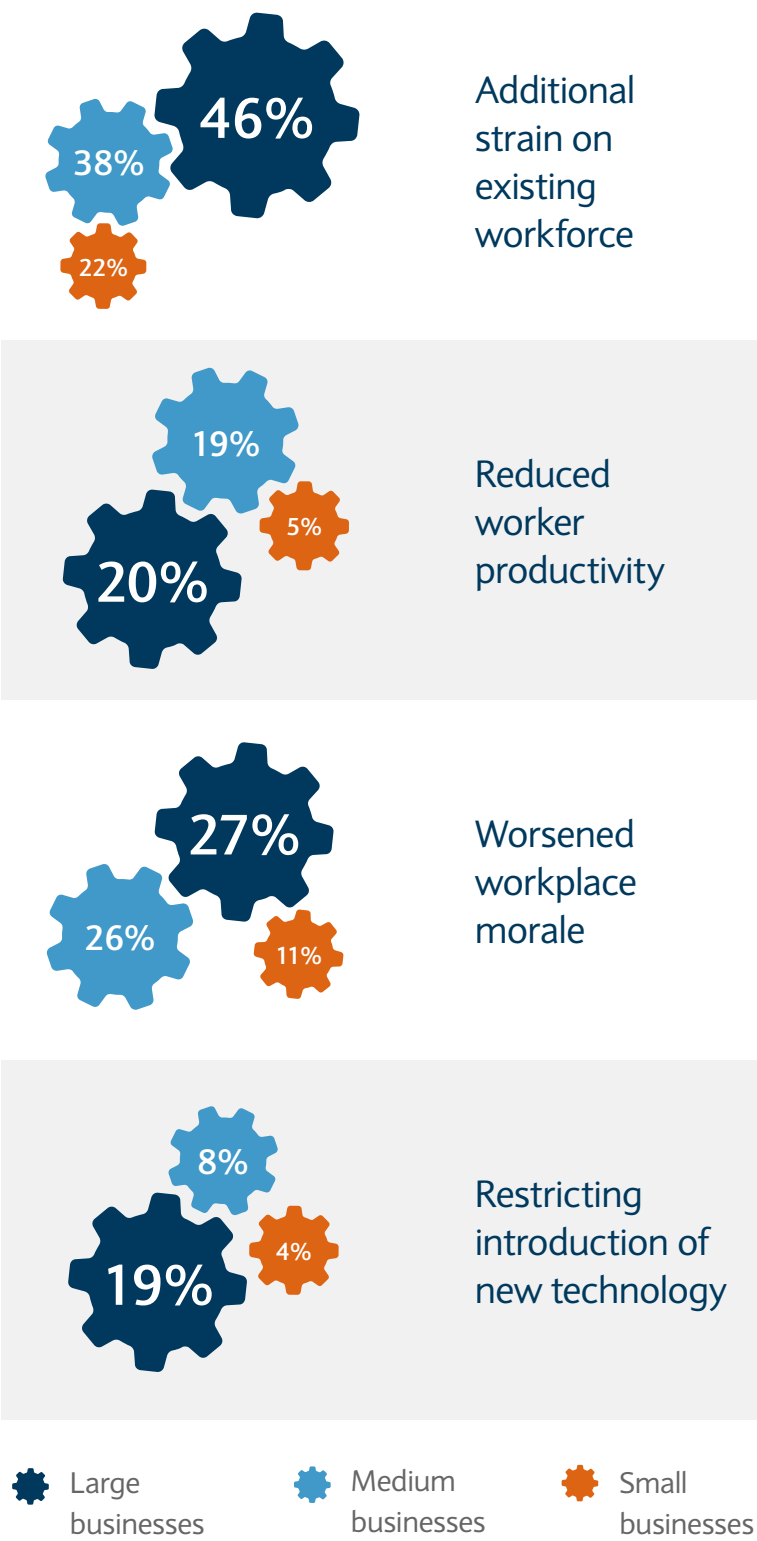 46%
38%
22%
Additional
strain on
existing
workforce
19%
5%
20%
Reduced
worker
productivity
27%
26%
11%
Worsened
workplace
morale
8%
4%
19%
Restricting
introduction of
new technology
Large
businesses
Medium
businesses
Small
businesses